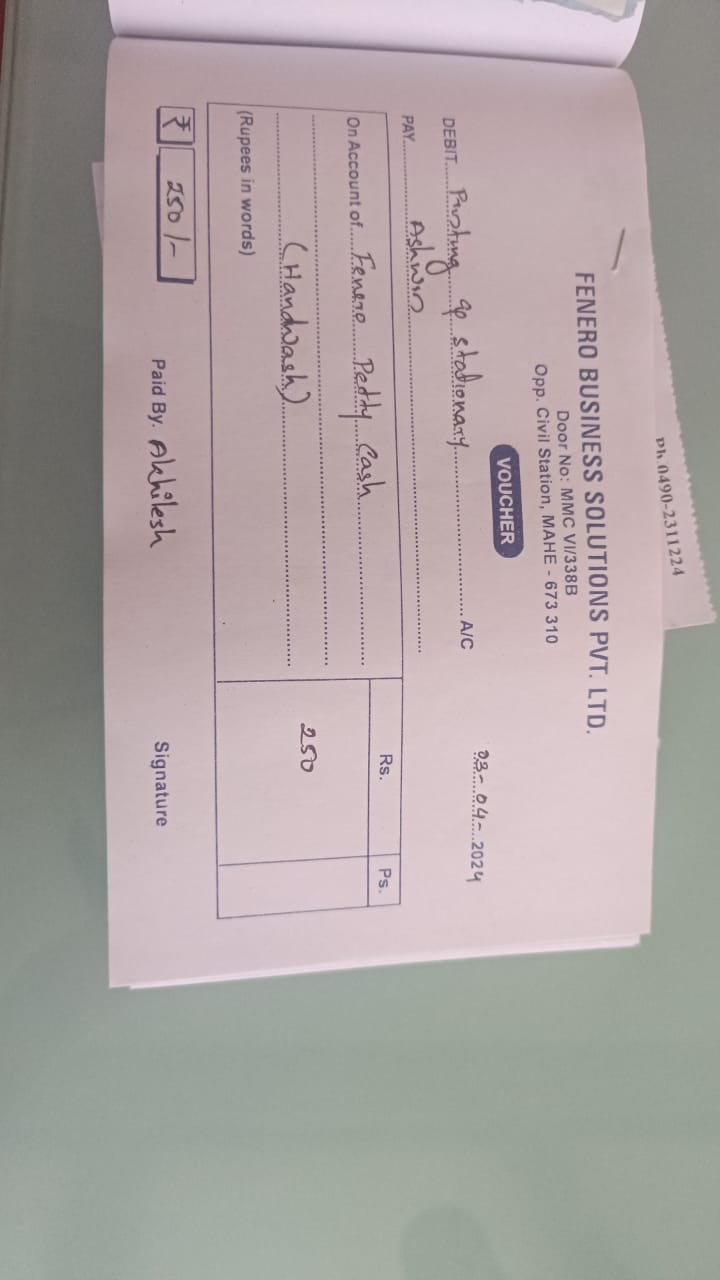 Ph.0490-2311224
FENERO BUSINESS SOLUTIONS PVT. LTD.
Door No: MMC VI/338B
Opp. Civil Station, MAHE - 673 310
VOUCHER
03-04-2024
DEBIT Printing & stationary A/C
PAY Ashwin
On Account of Fenero Petty Cash
Rs. Ps.
(Handwash) 250
(Rupees in words)
₹ 250/- Paid By. Akhilesh Signature